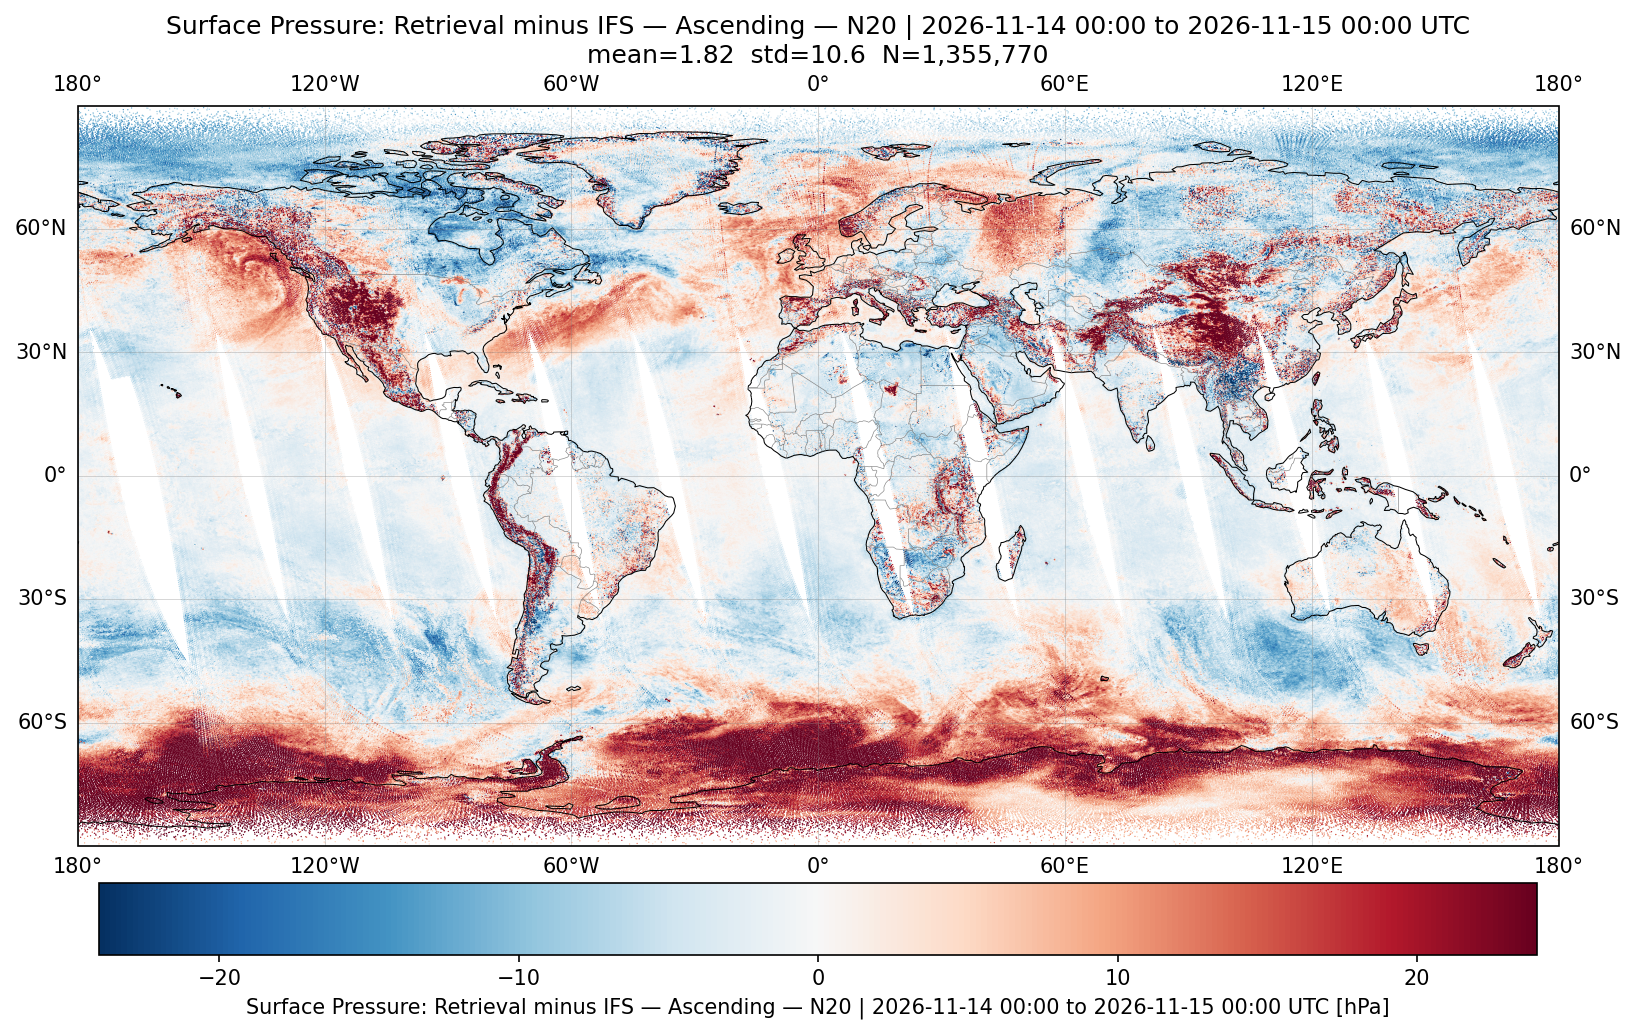 Surface Pressure: Retrieval minus IFS — Ascending — N20 | 2026-11-14 00:00 to 2026-11-15 00:00 UTC
mean=1.82 std=10.6 N=1,355,770
180° 120°W 60°W 0° 60°E 120°E 180°
60°N 60°N
30°N 30°N
0° 0°
30°S 30°S
60°S 60°S
180° 120°W 60°W 0° 60°E 120°E 180°
−20 −10 0 10 20
Surface Pressure: Retrieval minus IFS — Ascending — N20 | 2026-11-14 00:00 to 2026-11-15 00:00 UTC [hPa]